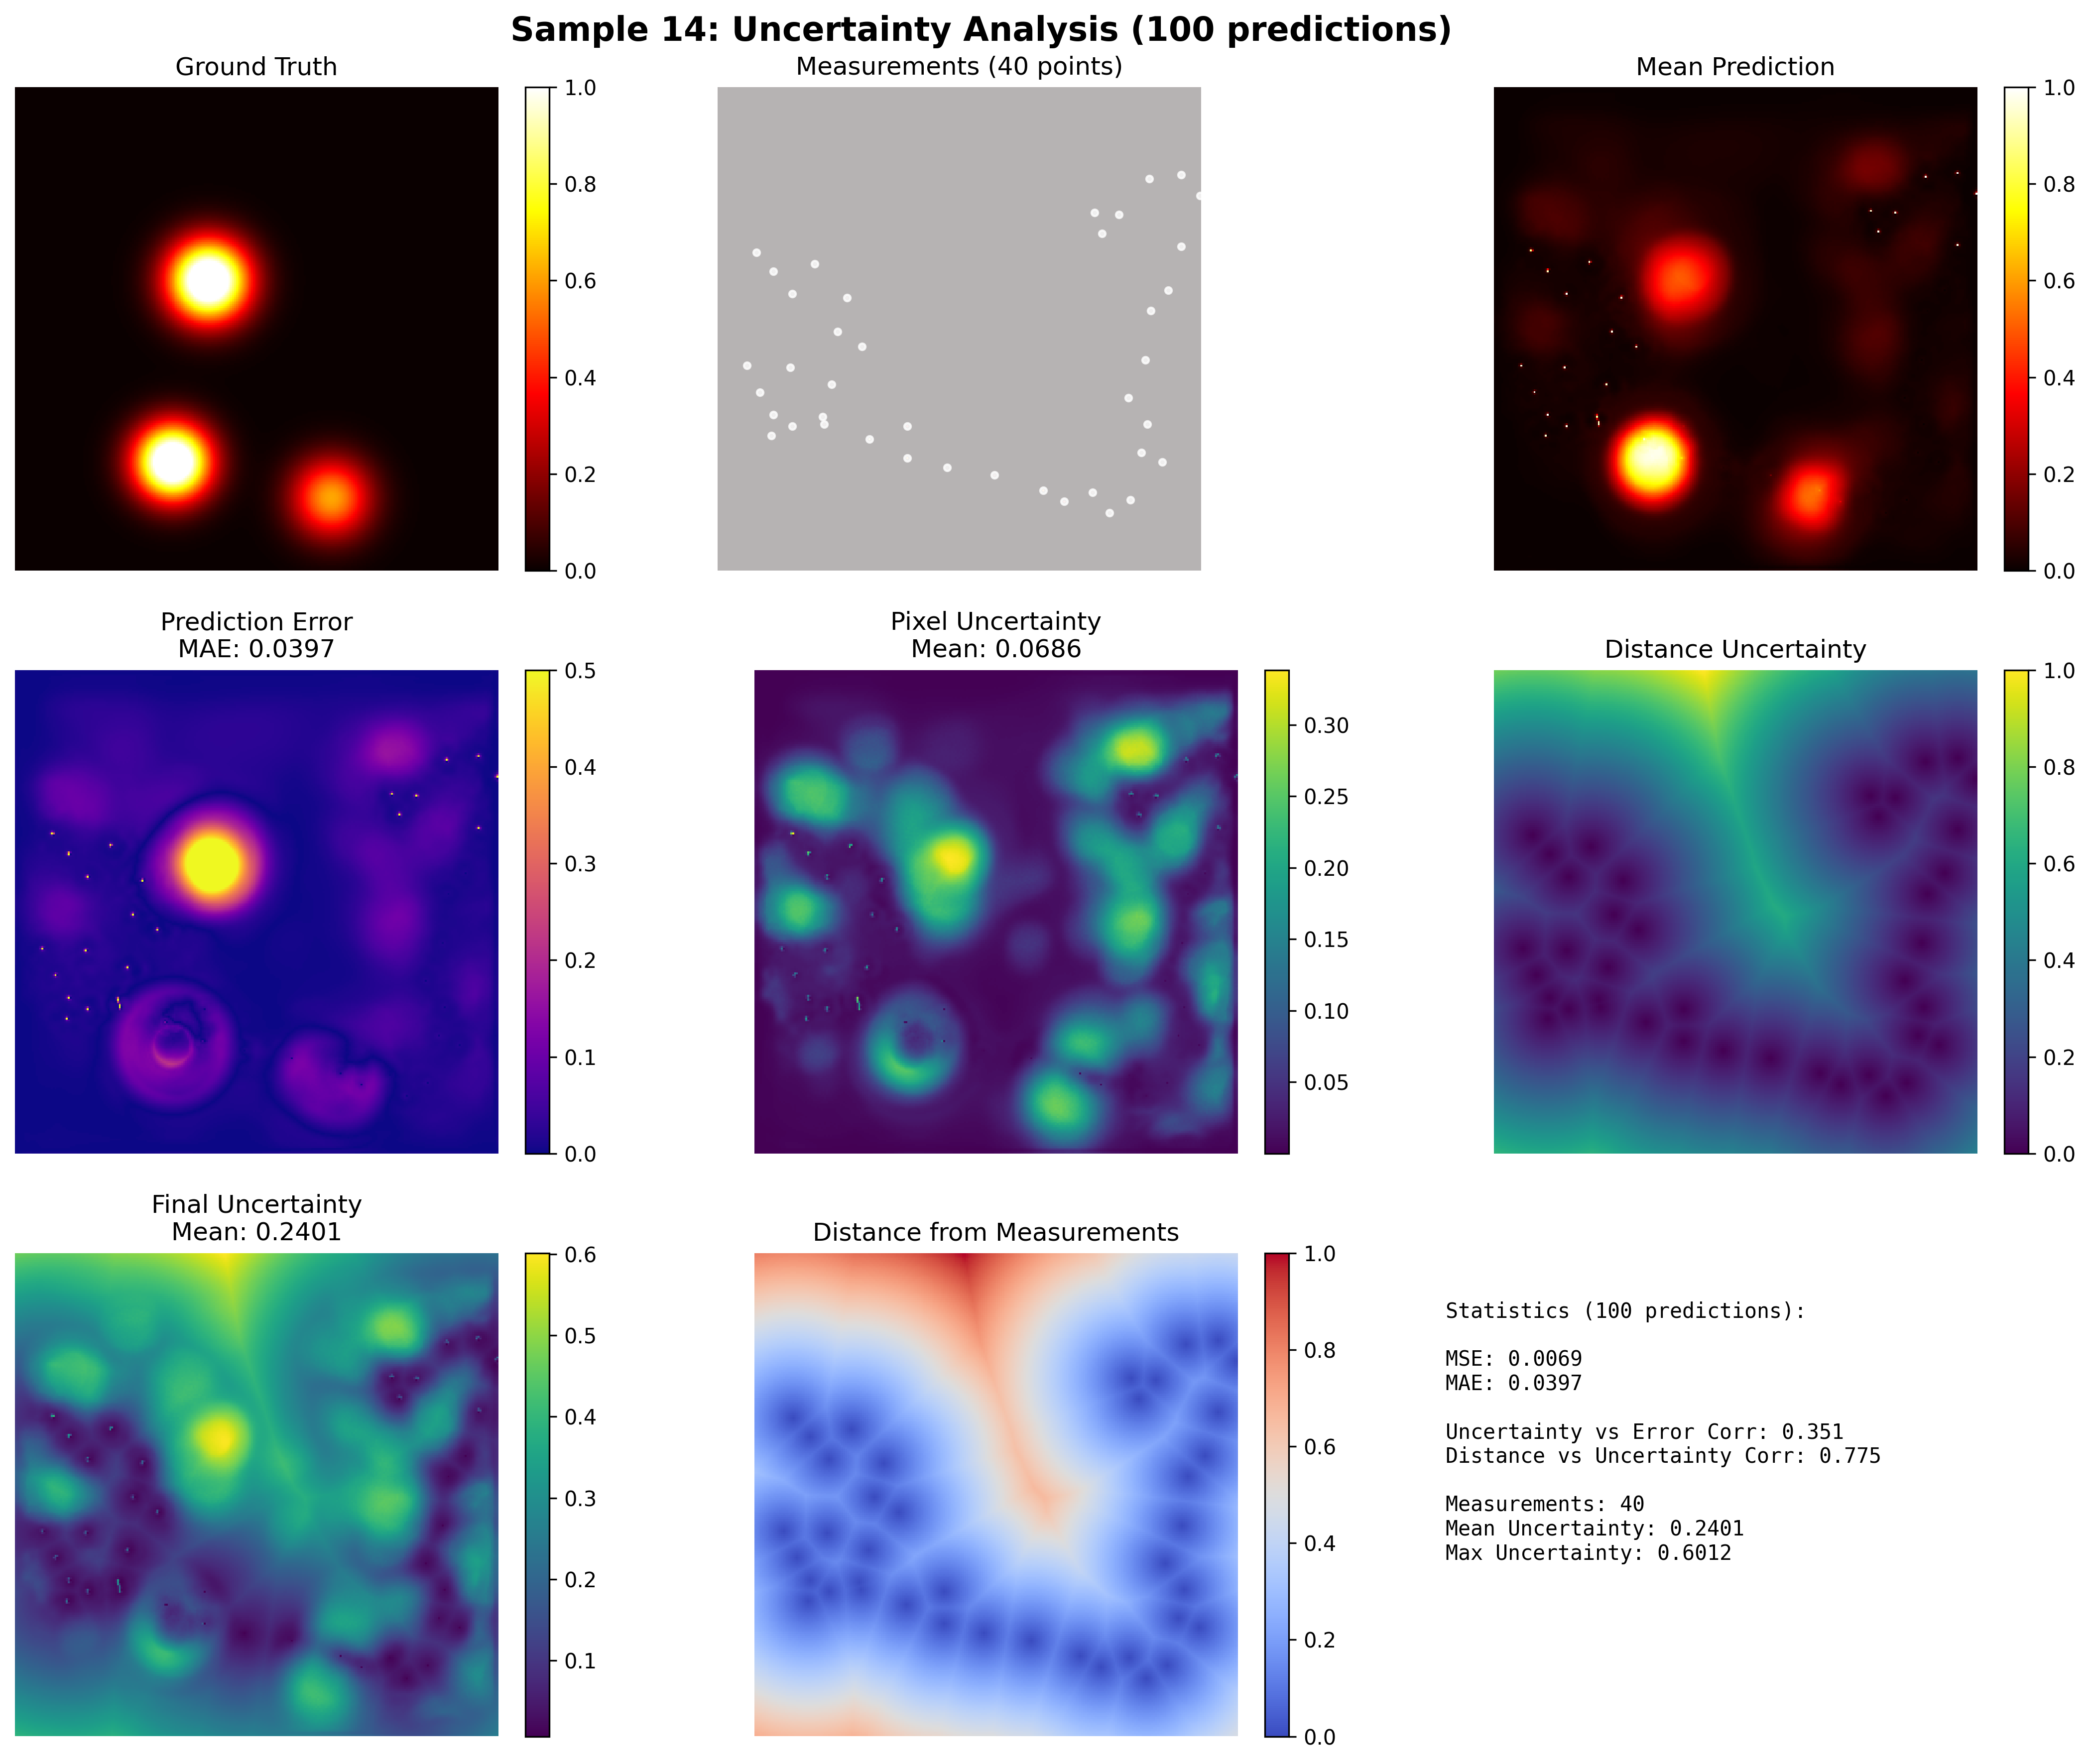 Sample 14: Uncertainty Analysis (100 predictions)
Ground Truth
1.0
0.8
0.6
0.4
0.2
0.0
Measurements (40 points)
Mean Prediction
1.0
0.8
0.6
0.4
0.2
0.0
Prediction Error
MAE: 0.0397
0.5
0.4
0.3
0.2
0.1
0.0
Pixel Uncertainty
Mean: 0.0686
0.30
0.25
0.20
0.15
0.10
0.05
Distance Uncertainty
1.0
0.8
0.6
0.4
0.2
0.0
Final Uncertainty
Mean: 0.2401
0.6
0.5
0.4
0.3
0.2
0.1
Distance from Measurements
1.0
0.8
0.6
0.4
0.2
0.0
Statistics (100 predictions):
MSE: 0.0069
MAE: 0.0397
Uncertainty vs Error Corr: 0.351
Distance vs Uncertainty Corr: 0.775
Measurements: 40
Mean Uncertainty: 0.2401
Max Uncertainty: 0.6012